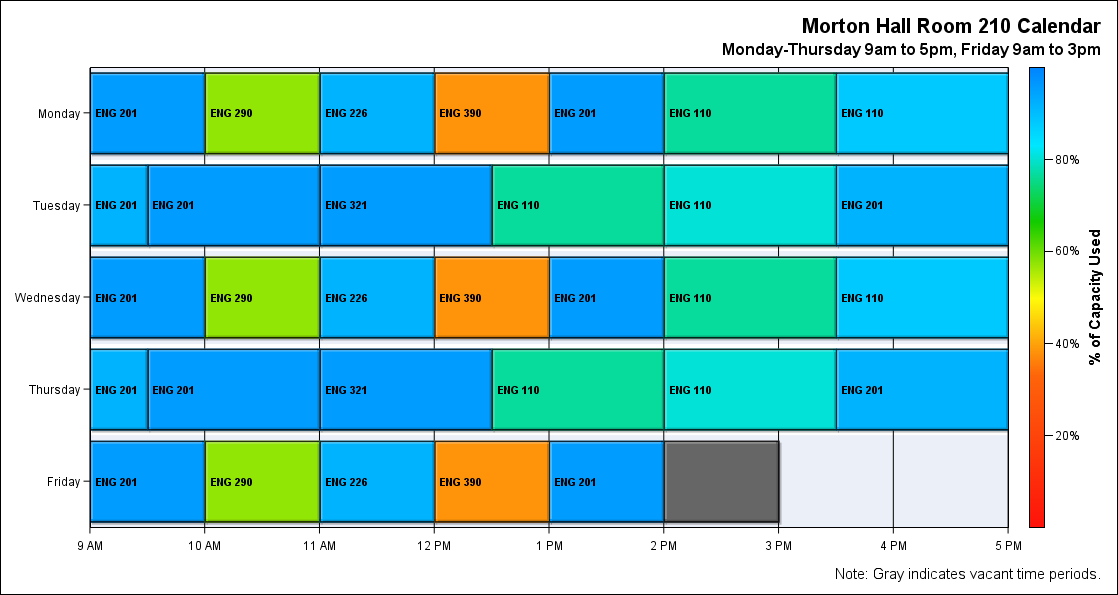 Morton Hall Room 210 Calendar
Monday-Thursday 9am to 5pm, Friday 9am to 3pm
Monday ENG 201 ENG 290 ENG 226 ENG 390 ENG 201 ENG 110 ENG 110
Tuesday ENG 201 ENG 201 ENG 321 ENG 110 ENG 110 ENG 201
Wednesday ENG 201 ENG 290 ENG 226 ENG 390 ENG 201 ENG 110 ENG 110
Thursday ENG 201 ENG 201 ENG 321 ENG 110 ENG 110 ENG 201
Friday ENG 201 ENG 290 ENG 226 ENG 390 ENG 201
9 AM 10 AM 11 AM 12 PM 1 PM 2 PM 3 PM 4 PM 5 PM
80%
60%
40%
20%
% of Capacity Used
Note: Gray indicates vacant time periods.